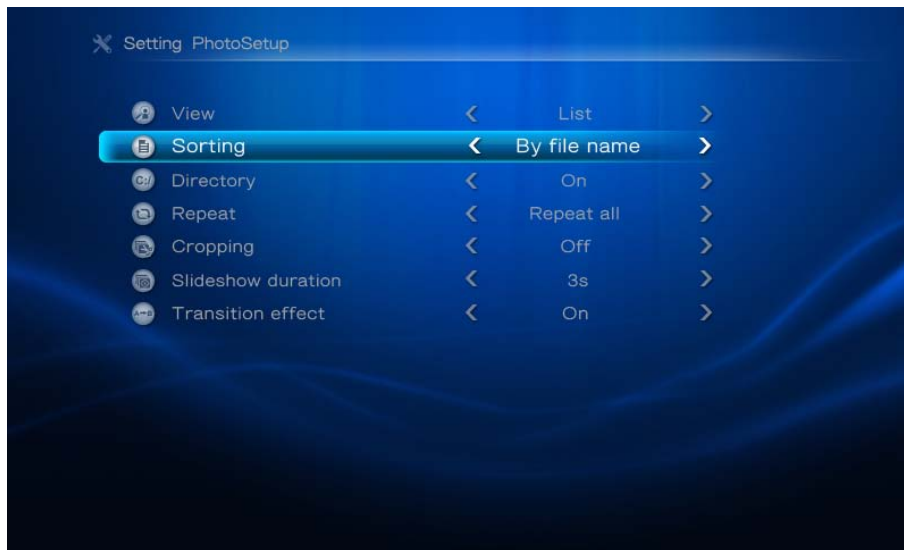 Setting PhotoSetup
View List
Sorting By file name
C:/ Directory On
Repeat Repeat all
Cropping Off
Slideshow duration 3s
Transition effect On